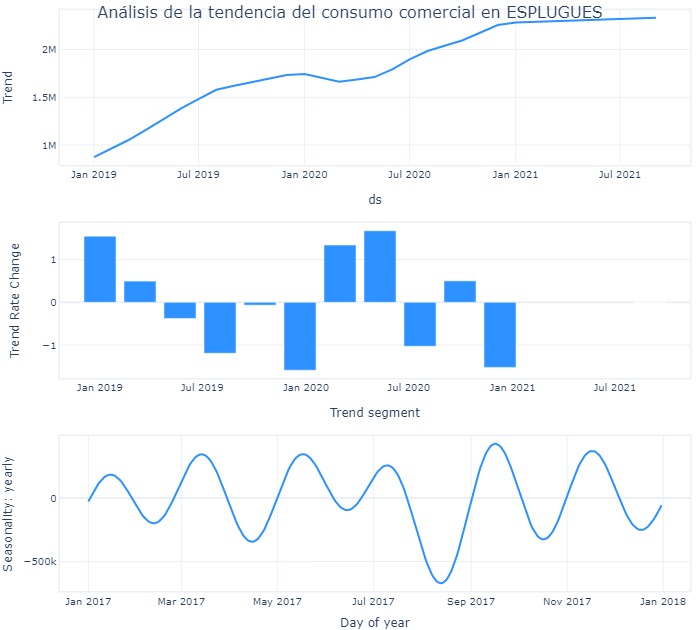 Análisis de la tendencia del consumo comercial en ESPLUGUES
Trend
2M
1.5M
1M
Jan 2019 Jul 2019 Jan 2020 Jul 2020 Jan 2021 Jul 2021
ds
Trend Rate Change
1
0
−1
Jan 2019 Jul 2019 Jan 2020 Jul 2020 Jan 2021 Jul 2021
Trend segment
Seasonality: yearly
0
−500k
Jan 2017 Mar 2017 May 2017 Jul 2017 Sep 2017 Nov 2017 Jan 2018
Day of year